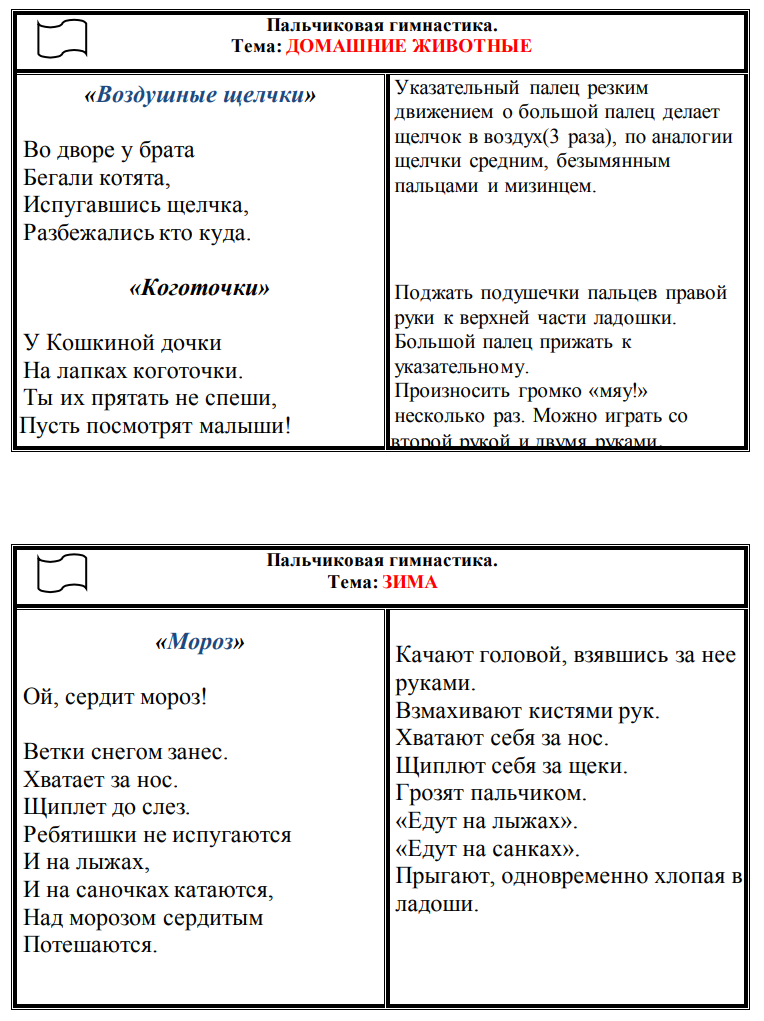 Пальчиковая гимнастика.
Тема: ДОМАШНИЕ ЖИВОТНЫЕ
«Воздушные щелчки»
Во дворе у брата
Бегали котята,
Испугавшись щелчка,
Разбежались кто куда.
«Коготочки»
У Кошкиной дочки
На лапках коготочки.
Ты их прятать не спеши,
Пусть посмотрят малыши!
Указательный палец резким
движением о большой палец делает
щелчок в воздух(3 раза), по аналогии
щелчки средним, безымянным
пальцами и мизинцем.
Поджать подушечки пальцев правой
руки к верхней части ладошки.
Большой палец прижать к
указательному.
Произносить громко «мяу!»
несколько раз. Можно играть со
второй рукой и двумя руками.
Пальчиковая гимнастика.
Тема: ЗИМА
«Мороз»
Ой, сердит мороз!
Ветки снегом занес.
Хватает за нос.
Щиплет до слез.
Ребятишки не испугаются
И на лыжах,
И на саночках катаются,
Над морозом сердитым
Потешаются.
Качают головой, взявшись за нее
руками.
Взмахивают кистями рук.
Хватают себя за нос.
Щиплют себя за щеки.
Грозят пальчиком.
«Едут на лыжах».
«Едут на санках».
Прыгают, одновременно хлопая в
ладоши.